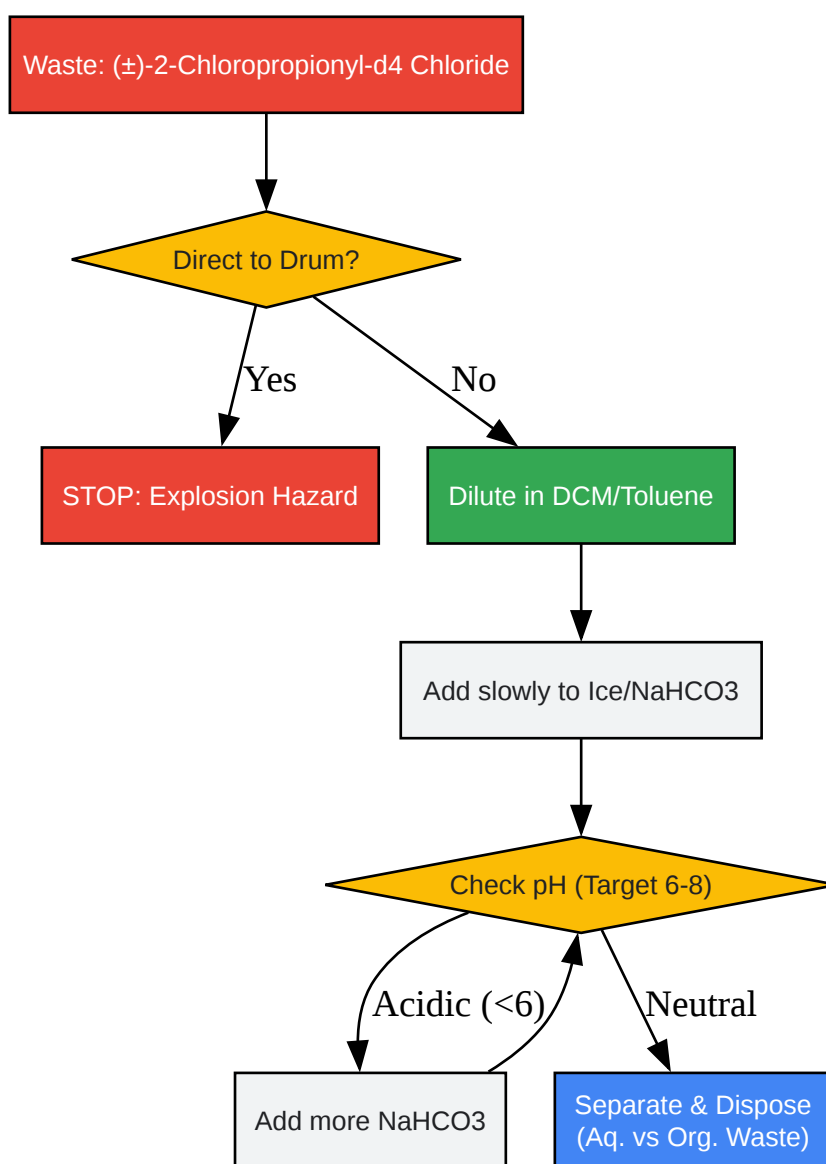 Waste: (±)-2-Chloropropionyl-d4 Chloride
Direct to Drum?
Yes
No
STOP: Explosion Hazard
Dilute in DCM/Toluene
Add slowly to Ice/NaHCO3
Check pH (Target 6-8)
Acidic (<6)
Neutral
Add more NaHCO3
Separate & Dispose
(Aq. vs Org. Waste)